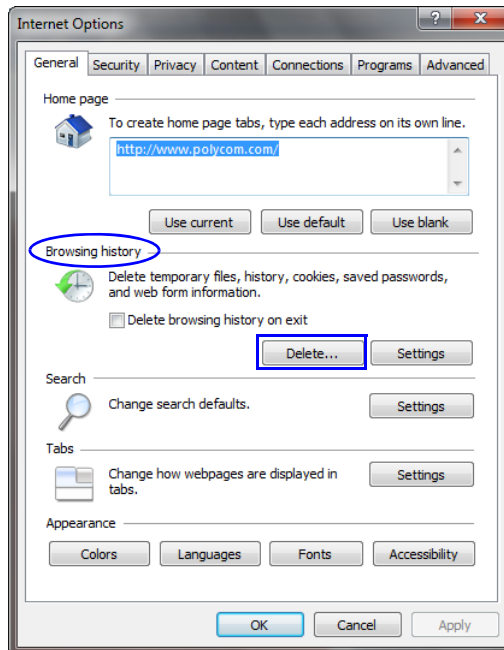 Internet Options
General Security Privacy Content Connections Programs Advanced
Home page
To create home page tabs, type each address on its own line.
http://www.polycom.com/
Use current Use default Use blank
Browsing history
Delete temporary files, history, cookies, saved passwords,
and web form information.
Delete browsing history on exit
Delete... Settings
Search
Change search defaults.
Settings
Tabs
Change how webpages are displayed in
tabs.
Settings
Appearance
Colors Languages Fonts Accessibility
OK Cancel Apply